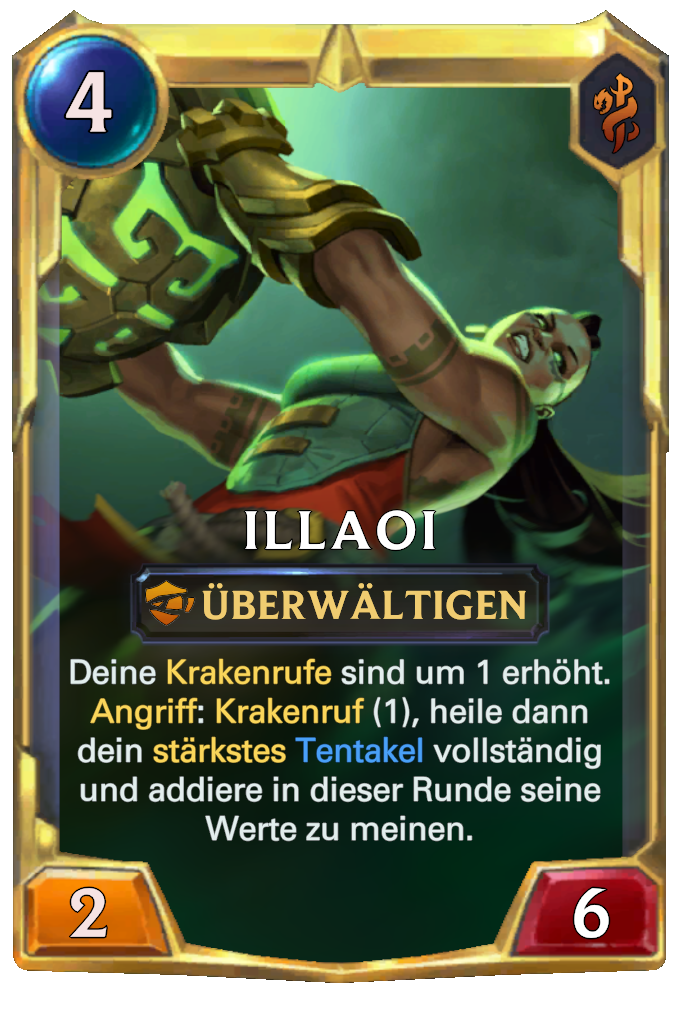 4
ILLAOI
ÜBERWÄLTIGEN
Deine Krakenrufe sind um 1 erhöht.
Angriff: Krakenruf (1), heile dann
dein stärkstes Tentakel vollständig
und addiere in dieser Runde seine
Werte zu meinen.
2
6